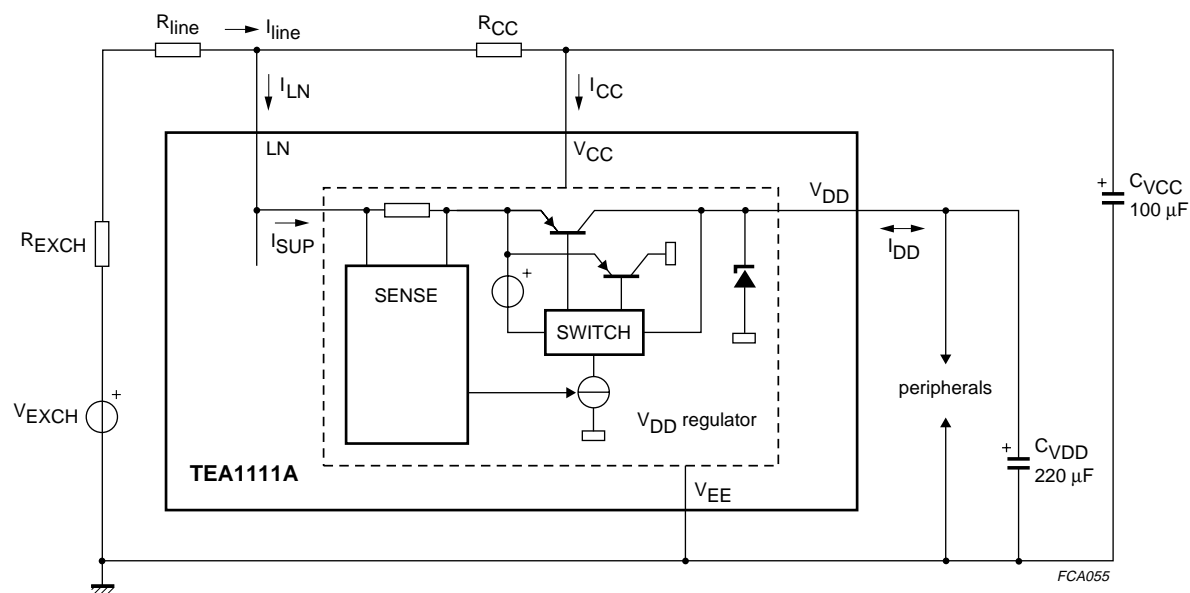 Rline
Iline
RCC
ILN
ICC
LN
VCC
VDD
+
CVCC
100 μF
REXCH
ISUP
IDD
SENSE
+
SWITCH
VEXCH
+
peripherals
VDD regulator
+
CVDD
220 μF
TEA1111A
VEE
FCA055